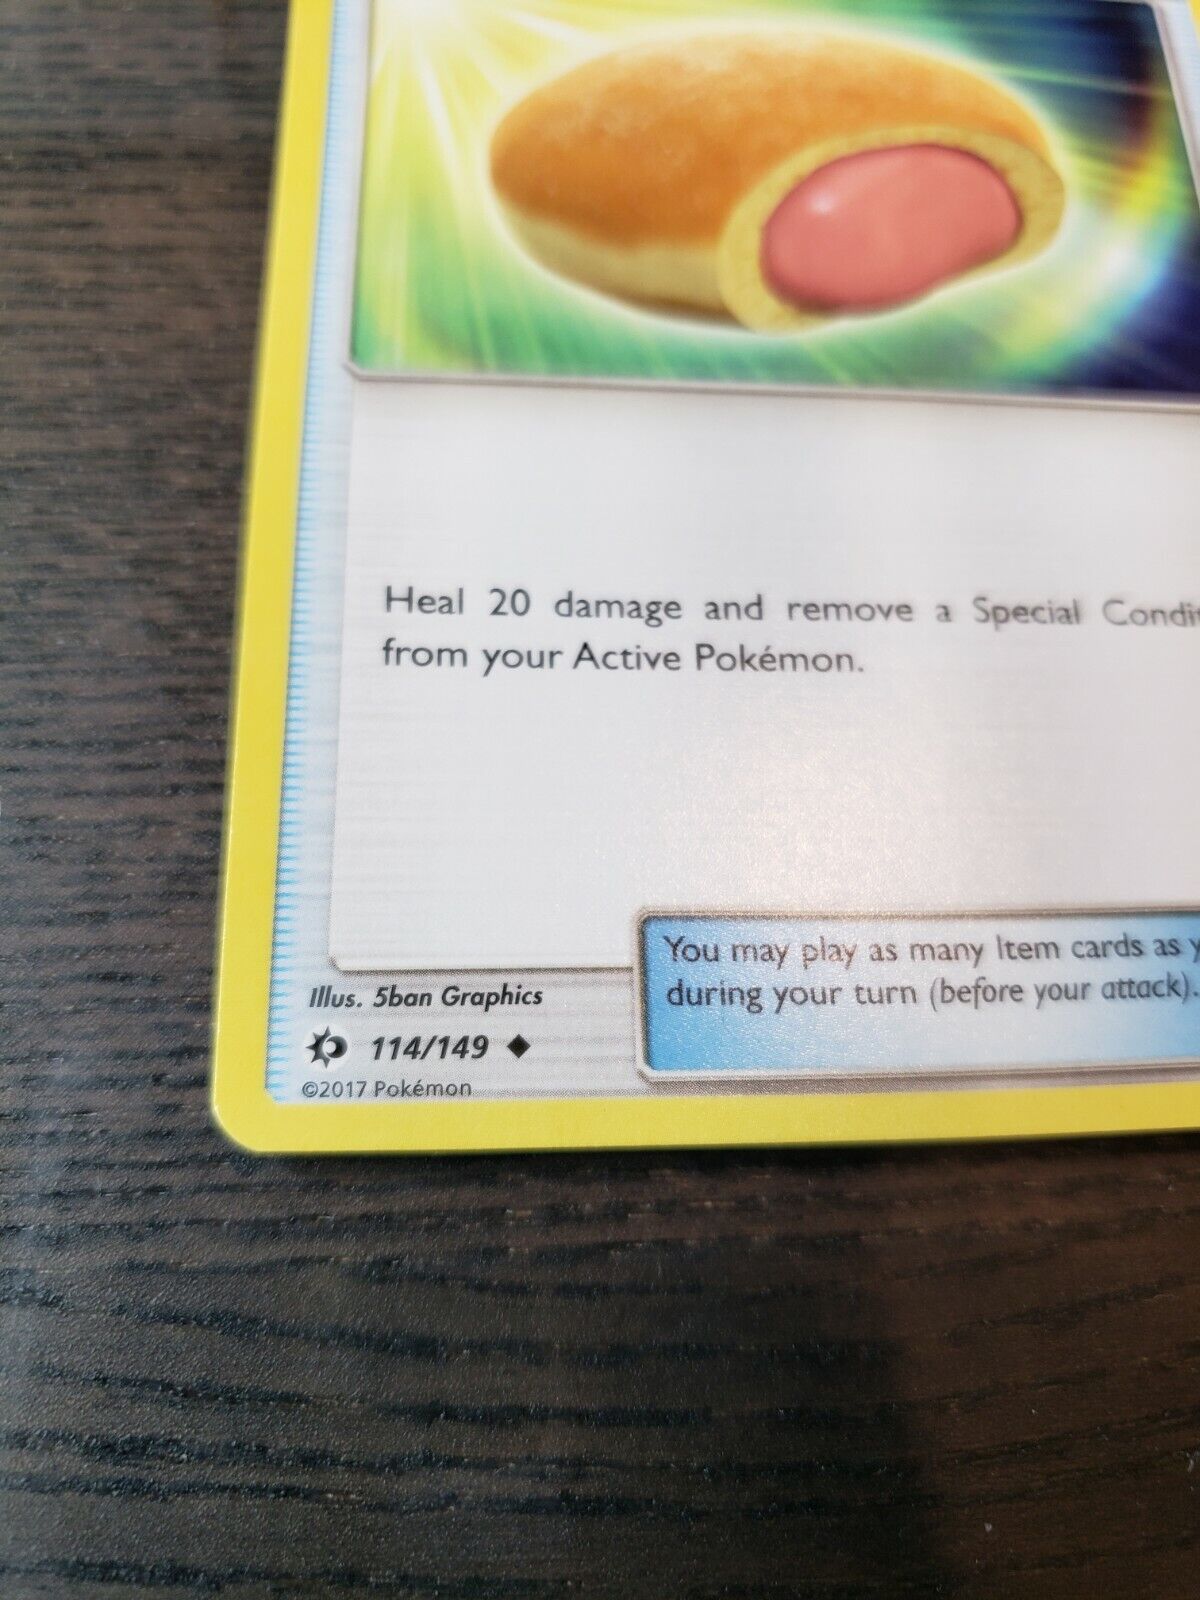 Heal 20 damage and remove a Special Condit
from your Active Pokémon.
You may play as many Item cards as y
during your turn (before your attack).
Illus. 5ban Graphics
114/149
©2017 Pokémon